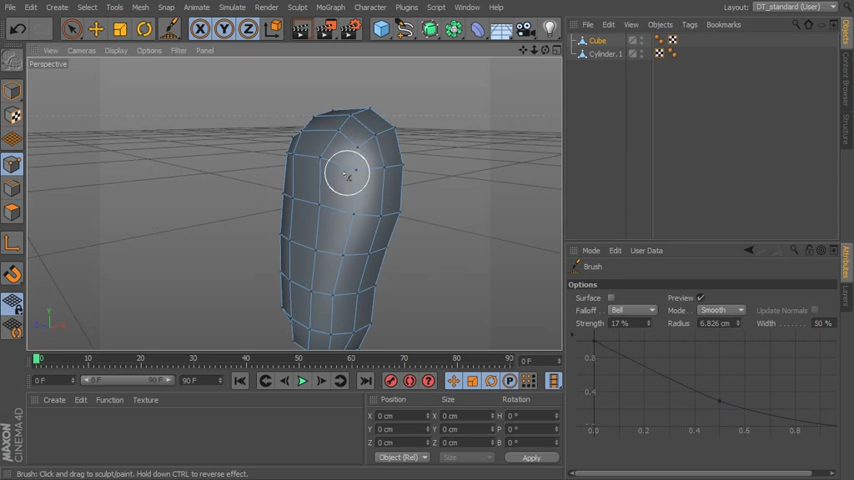 File Edit Create Select Tools Mesh Snap Animate Simulate Render Sculpt MoGraph Character Plugins Script Window Help
Layout: DT_standard (User)
View Cameras Display Options Filter Panel
Perspective
File Edit View Objects Tags Bookmarks
Cube
Cylinder.1
Objects
Content Browser
Structure
Mode Edit User Data
Brush
Options
Surface Preview
Falloff . Bell Mode . . Smooth Update Normals
Strength 17 % Radius 6.826 cm Width . . . . . 50 %
0.8
0.4
0.0 0.2 0.4 0.6 0.8
Attributes
Layers
Y
0 10 20 30 40 50 60 70 80 90 0 F
0 F 0 F 90 F 90 F
Create Edit Function Texture
Position Size Rotation
X 0 cm X 0 cm H 0 °
Y 0 cm Y 0 cm P 0 °
Z 0 cm Z 0 cm B 0 °
Object (Rel) Size Apply
MAXON
CINEMA4D
Brush: Click and drag to sculpt/paint. Hold down CTRL to reverse effect.